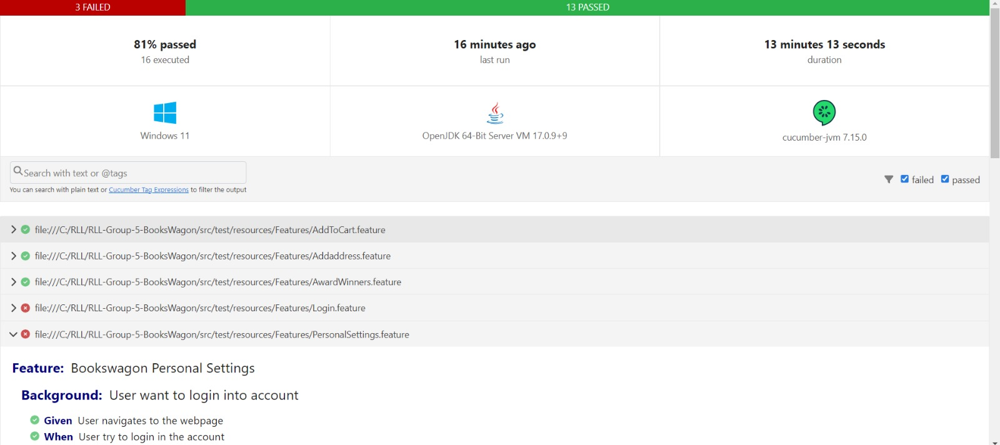 3 FAILED
13 PASSED
81% passed
16 executed
16 minutes ago
last run
13 minutes 13 seconds
duration
Windows 11
OpenJDK 64-Bit Server VM 17.0.9+9
cucumber-jvm 7.15.0
Search with text or @tags
You can search with plain text or Cucumber Tag Expressions to filter the output
failed
passed
file:///C:/RLL/RLL-Group-5-BooksWagon/src/test/resources/Features/AddToCart.feature
file:///C:/RLL/RLL-Group-5-BooksWagon/src/test/resources/Features/Addaddress.feature
file:///C:/RLL/RLL-Group-5-BooksWagon/src/test/resources/Features/AwardWinners.feature
file:///C:/RLL/RLL-Group-5-BooksWagon/src/test/resources/Features/Login.feature
file:///C:/RLL/RLL-Group-5-BooksWagon/src/test/resources/Features/PersonalSettings.feature
Feature: Bookswagon Personal Settings
Background: User want to login into account
Given User navigates to the webpage
When User try to login in the account